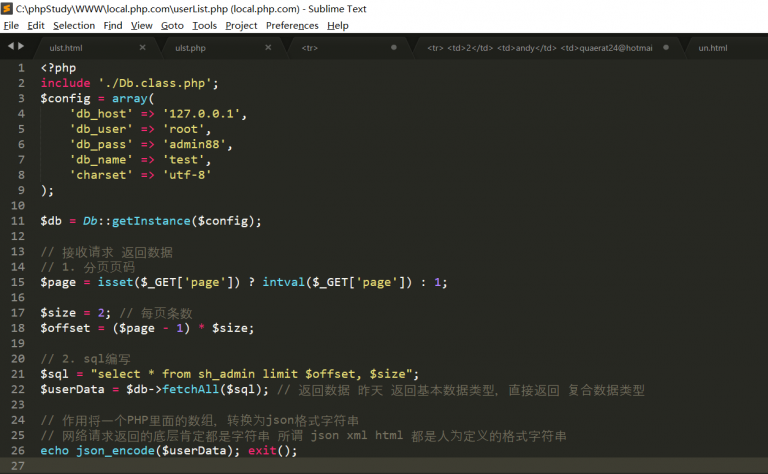 C:\phpStudy\WWW\local.php.com\userList.php (local.php.com) - Sublime Text
File Edit Selection Find View Goto Tools Project Preferences Help
ulst.html ulst.php <tr> <tr> <td>2</td> <td>andy</td> <td>quaerat24@hotmai un.html
1 <?php
2 include './Db.class.php';
3 $config = array(
4 'db_host' => '127.0.0.1',
5 'db_user' => 'root',
6 'db_pass' => 'admin88',
7 'db_name' => 'test',
8 'charset' => 'utf-8'
9 );
10
11 $db = Db::getInstance($config);
12
13 // 接收请求 返回数据
14 // 1. 分页页码
15 $page = isset($_GET['page']) ? intval($_GET['page']) : 1;
16
17 $size = 2; // 每页条数
18 $offset = ($page - 1) * $size;
19
20 // 2. sql编写
21 $sql = "select * from sh_admin limit $offset, $size";
22 $userData = $db->fetchAll($sql); // 返回数据 昨天 返回基本数据类型，直接返回 复合数据类型
23
24 // 作用将一个PHP里面的数组，转换为json格式字符串
25 // 网络请求返回的底层肯定都是字符串 所谓 json xml html 都是人为定义的格式字符串
26 echo json_encode($userData); exit();
27